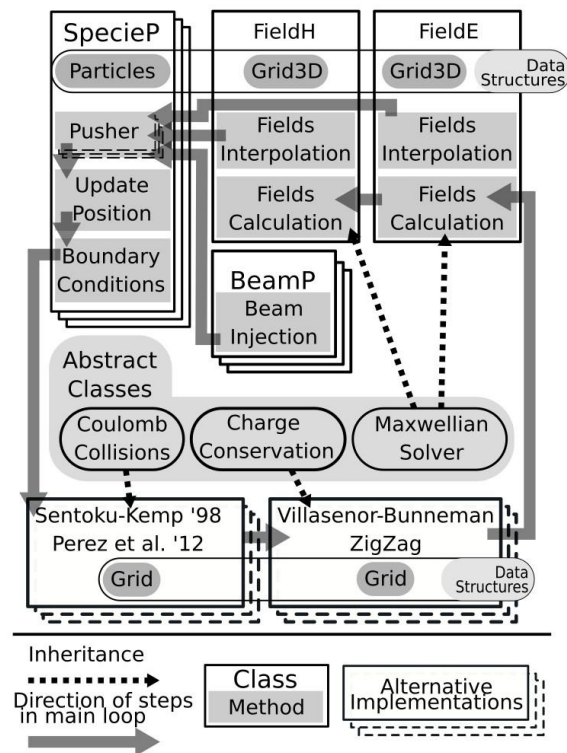 SpecieP
FieldH
FieldE
Particles
Grid3D
Grid3D
Data
Structures
Pusher
Fields
Interpolation
Fields
Interpolation
Update
Position
Fields
Calculation
Fields
Calculation
Boundary
Conditions
BeamP
Beam
Injection
Abstract
Classes
Coulomb
Collisions
Charge
Conservation
Maxwellian
Solver
Sentoku-Kemp '98
Perez et al. '12
Villasenor-Bunneman
ZigZag
Grid
Grid
Data
Structures
Inheritance
Direction of steps
in main loop
Class
Method
Alternative
Implementations